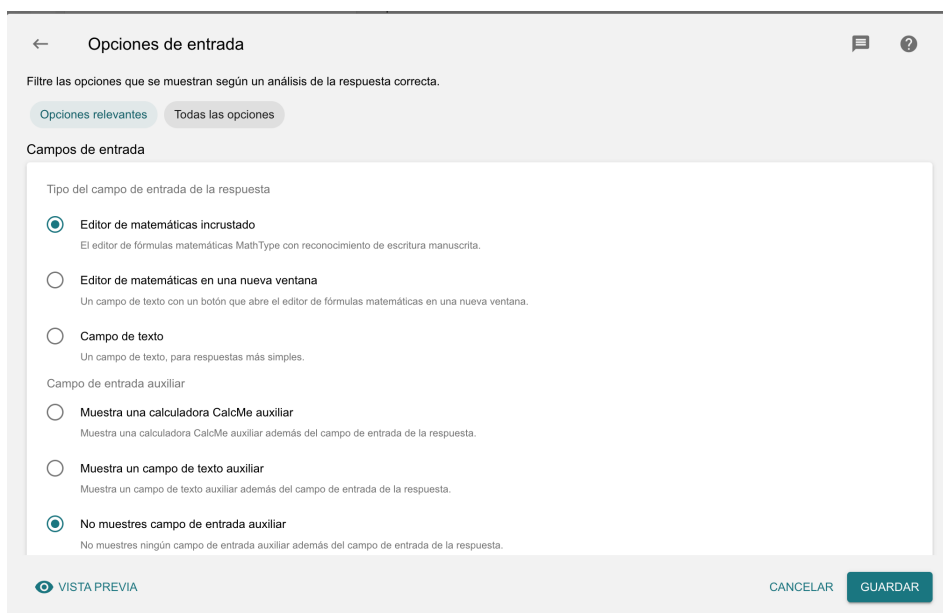 Opciones de entrada
Filtre las opciones que se muestran según un análisis de la respuesta correcta.
Opciones relevantes Todas las opciones
Campos de entrada
Tipo del campo de entrada de la respuesta
Editor de matemáticas incrustado
El editor de fórmulas matemáticas MathType con reconocimiento de escritura manuscrita.
Editor de matemáticas en una nueva ventana
Un campo de texto con un botón que abre el editor de fórmulas matemáticas en una nueva ventana.
Campo de texto
Un campo de texto, para respuestas más simples.
Campo de entrada auxiliar
Muestra una calculadora CalcMe auxiliar
Muestra una calculadora CalcMe auxiliar además del campo de entrada de la respuesta.
Muestra un campo de texto auxiliar
Muestra un campo de texto auxiliar además del campo de entrada de la respuesta.
No muestres campo de entrada auxiliar
No muestres ningún campo de entrada auxiliar además del campo de entrada de la respuesta.
VISTA PREVIA CANCELAR GUARDAR